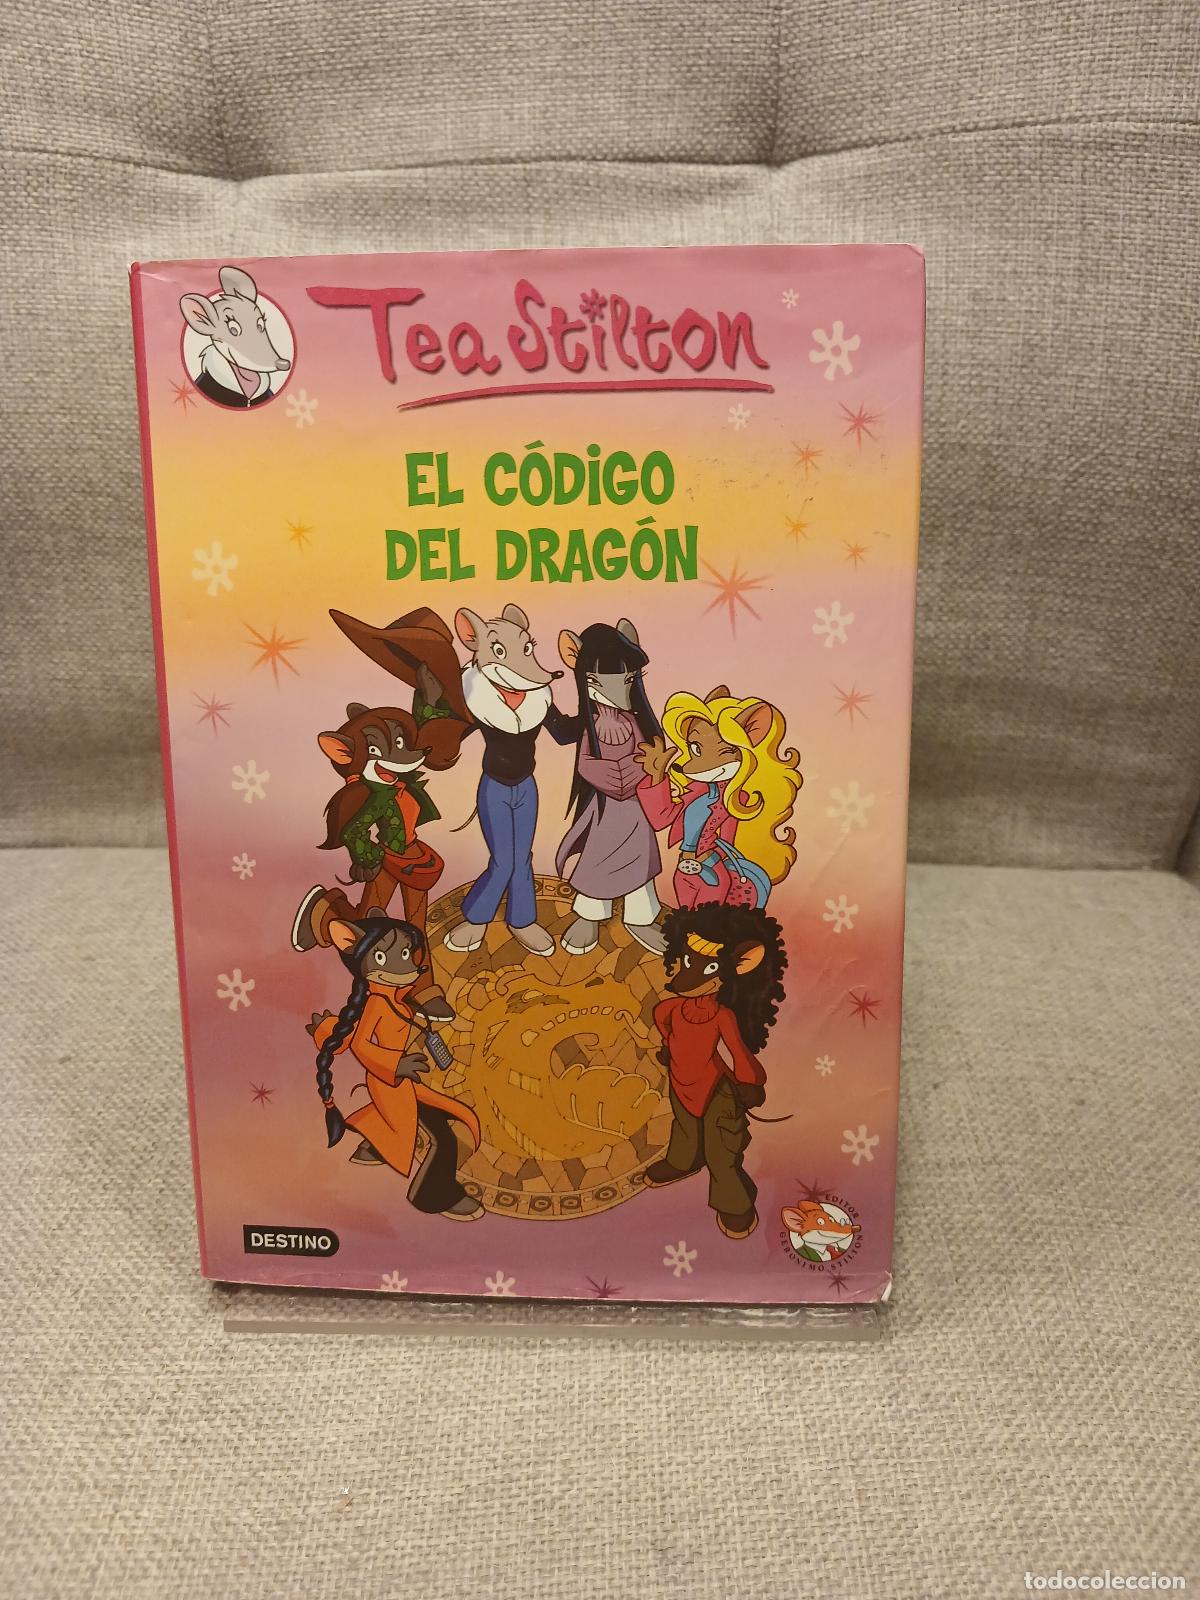 Tea Stilton
EL CÓDIGO
DEL DRAGÓN
DESTINO
EDITOR
GERONIMO STILTON
todocoleccion